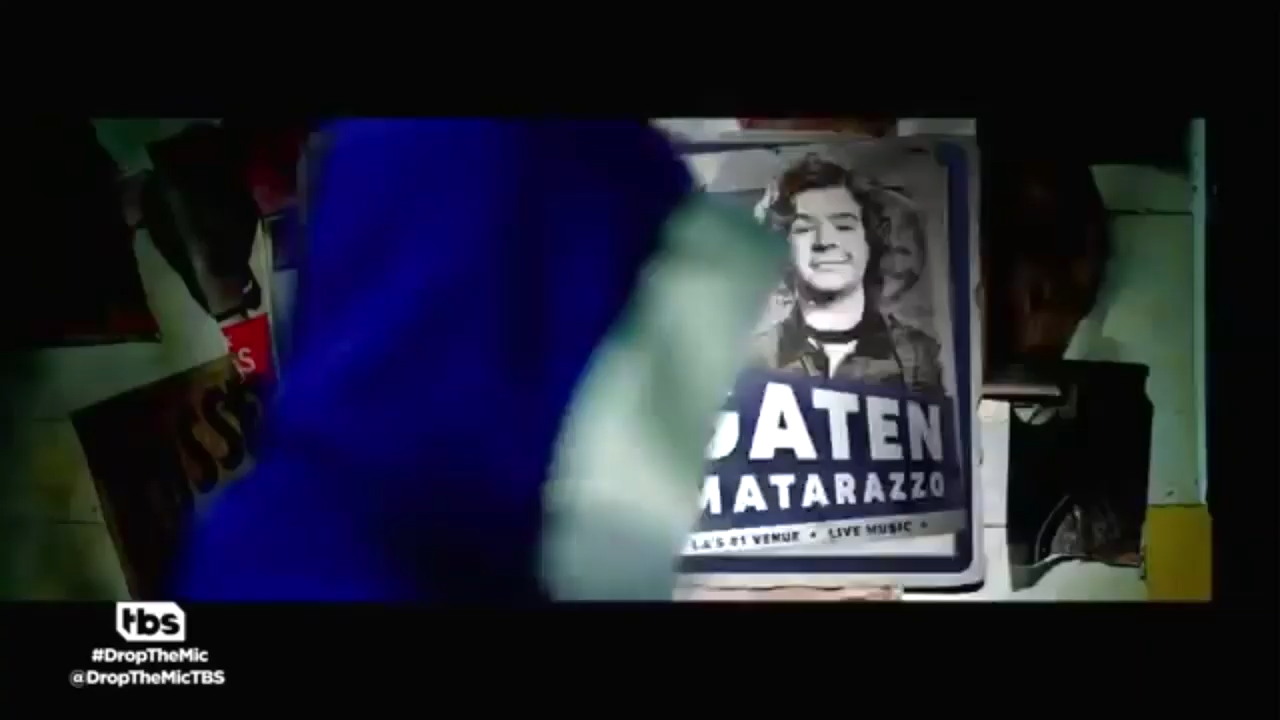 GATEN
MATARAZZO
L.A.'S #1 VENUE • LIVE MUSIC •
tbs
#DropTheMic
@DropTheMicTBS